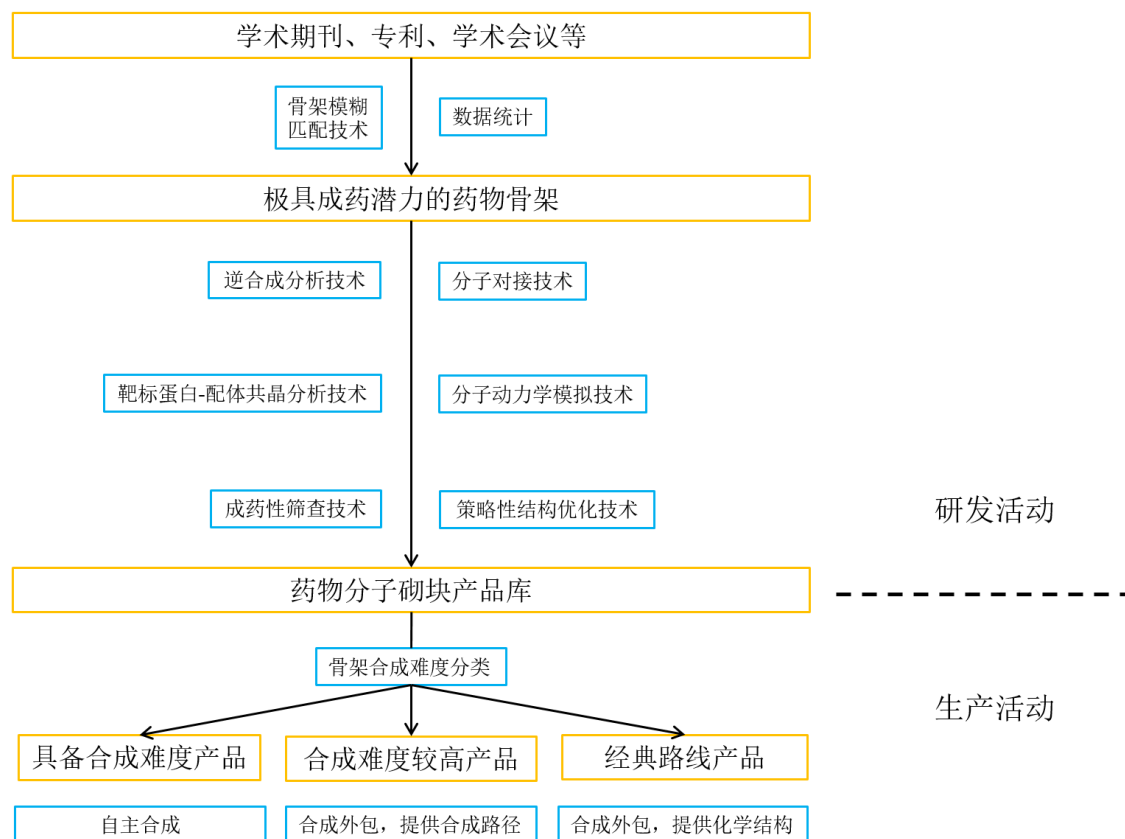 学术期刊、专利、学术会议等
骨架模糊
匹配技术
数据统计
极具成药潜力的药物骨架
逆合成分析技术
分子对接技术
靶标蛋白-配体共晶分析技术
分子动力学模拟技术
成药性筛查技术
策略性结构优化技术
研发活动
药物分子砌块产品库
骨架合成难度分类
生产活动
具备合成难度产品
合成难度较高产品
经典路线产品
自主合成
合成外包，提供合成路径
合成外包，提供化学结构